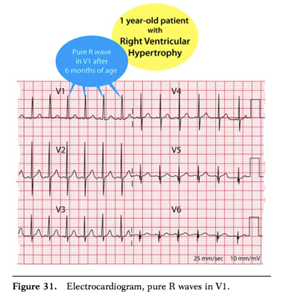 1 year-old patient
with
Right Ventricular
Hypertrophy
Pure R wave
in V1 after
6 months of age
V1
V4
V2
V5
V3
V6
25 mm/sec 10 mm/mV
Figure 31. Electrocardiogram, pure R waves in V1.